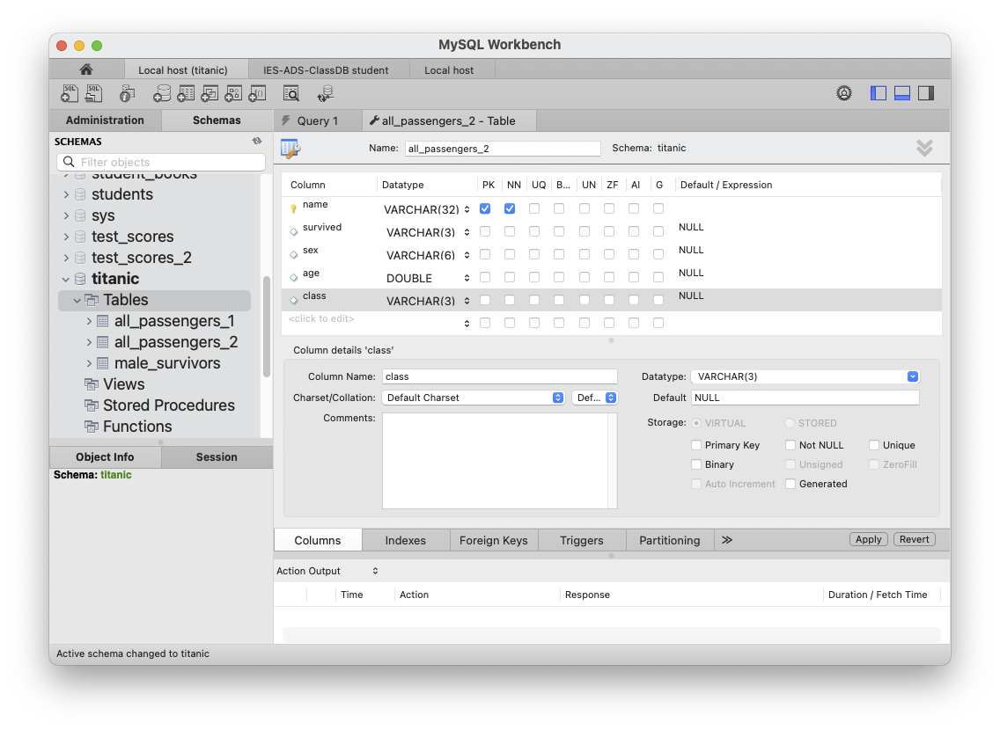 MySQL Workbench
Local host (titanic) IES-ADS-ClassDB student Local host
Administration Schemas Query 1 all_passengers_2 - Table
SCHEMAS
Filter objects
Name: all_passengers_2 Schema: titanic
student_books
students
sys
test_scores
test_scores_2
titanic
Tables
all_passengers_1
all_passengers_2
male_survivors
Views
Stored Procedures
Functions
Object Info Session
Schema: titanic
Column Datatype PK NN UQ B... UN ZF AI G Default / Expression
name VARCHAR(32)
survived VARCHAR(3) NULL
sex VARCHAR(6) NULL
age DOUBLE NULL
class VARCHAR(3) NULL
<click to edit>
Column details 'class'
Column Name: class Datatype: VARCHAR(3)
Charset/Collation: Default Charset Def... Default NULL
Comments: Storage: VIRTUAL STORED
Primary Key Not NULL Unique
Binary Unsigned ZeroFill
Auto Increment Generated
Columns Indexes Foreign Keys Triggers Partitioning Apply Revert
Action Output
Time Action Response Duration / Fetch Time
Active schema changed to titanic